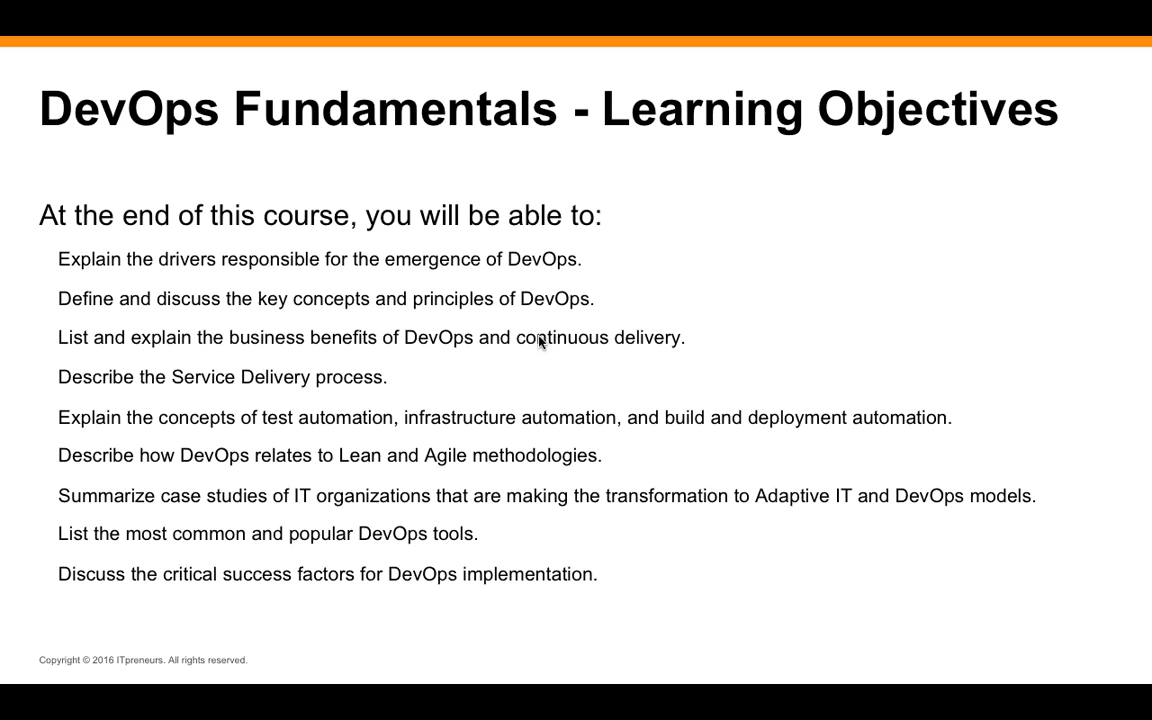 DevOps Fundamentals - Learning Objectives
At the end of this course, you will be able to:
Explain the drivers responsible for the emergence of DevOps.
Define and discuss the key concepts and principles of DevOps.
List and explain the business benefits of DevOps and continuous delivery.
Describe the Service Delivery process.
Explain the concepts of test automation, infrastructure automation, and build and deployment automation.
Describe how DevOps relates to Lean and Agile methodologies.
Summarize case studies of IT organizations that are making the transformation to Adaptive IT and DevOps models.
List the most common and popular DevOps tools.
Discuss the critical success factors for DevOps implementation.
Copyright © 2016 ITpreneurs. All rights reserved.